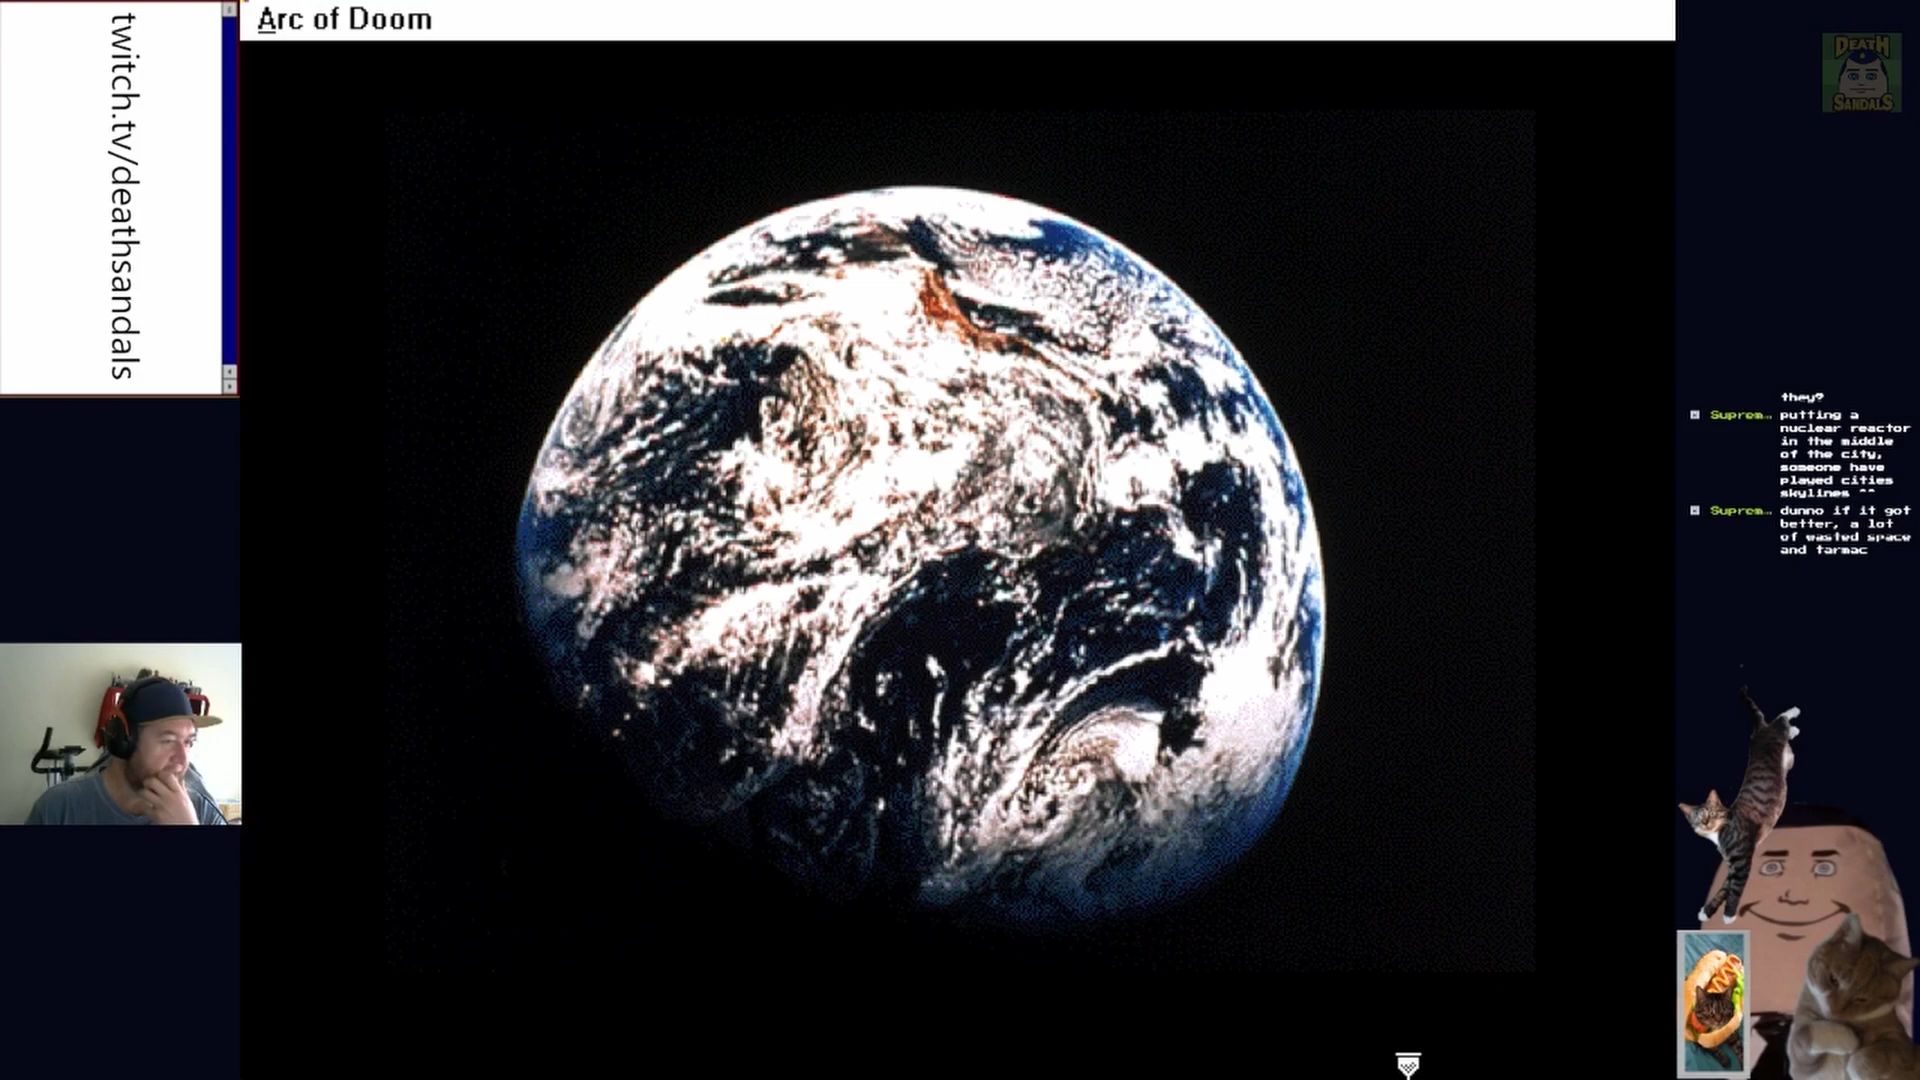 twitch.tv/deathsandals
Arc of Doom
DEATH
SANDALS
they?
Suprem… putting a
nuclear reactor
in the middle
of the city,
someone have
played cities
skylines ^^
Suprem… dunno if it got
better, a lot
of wasted space
and tarmac